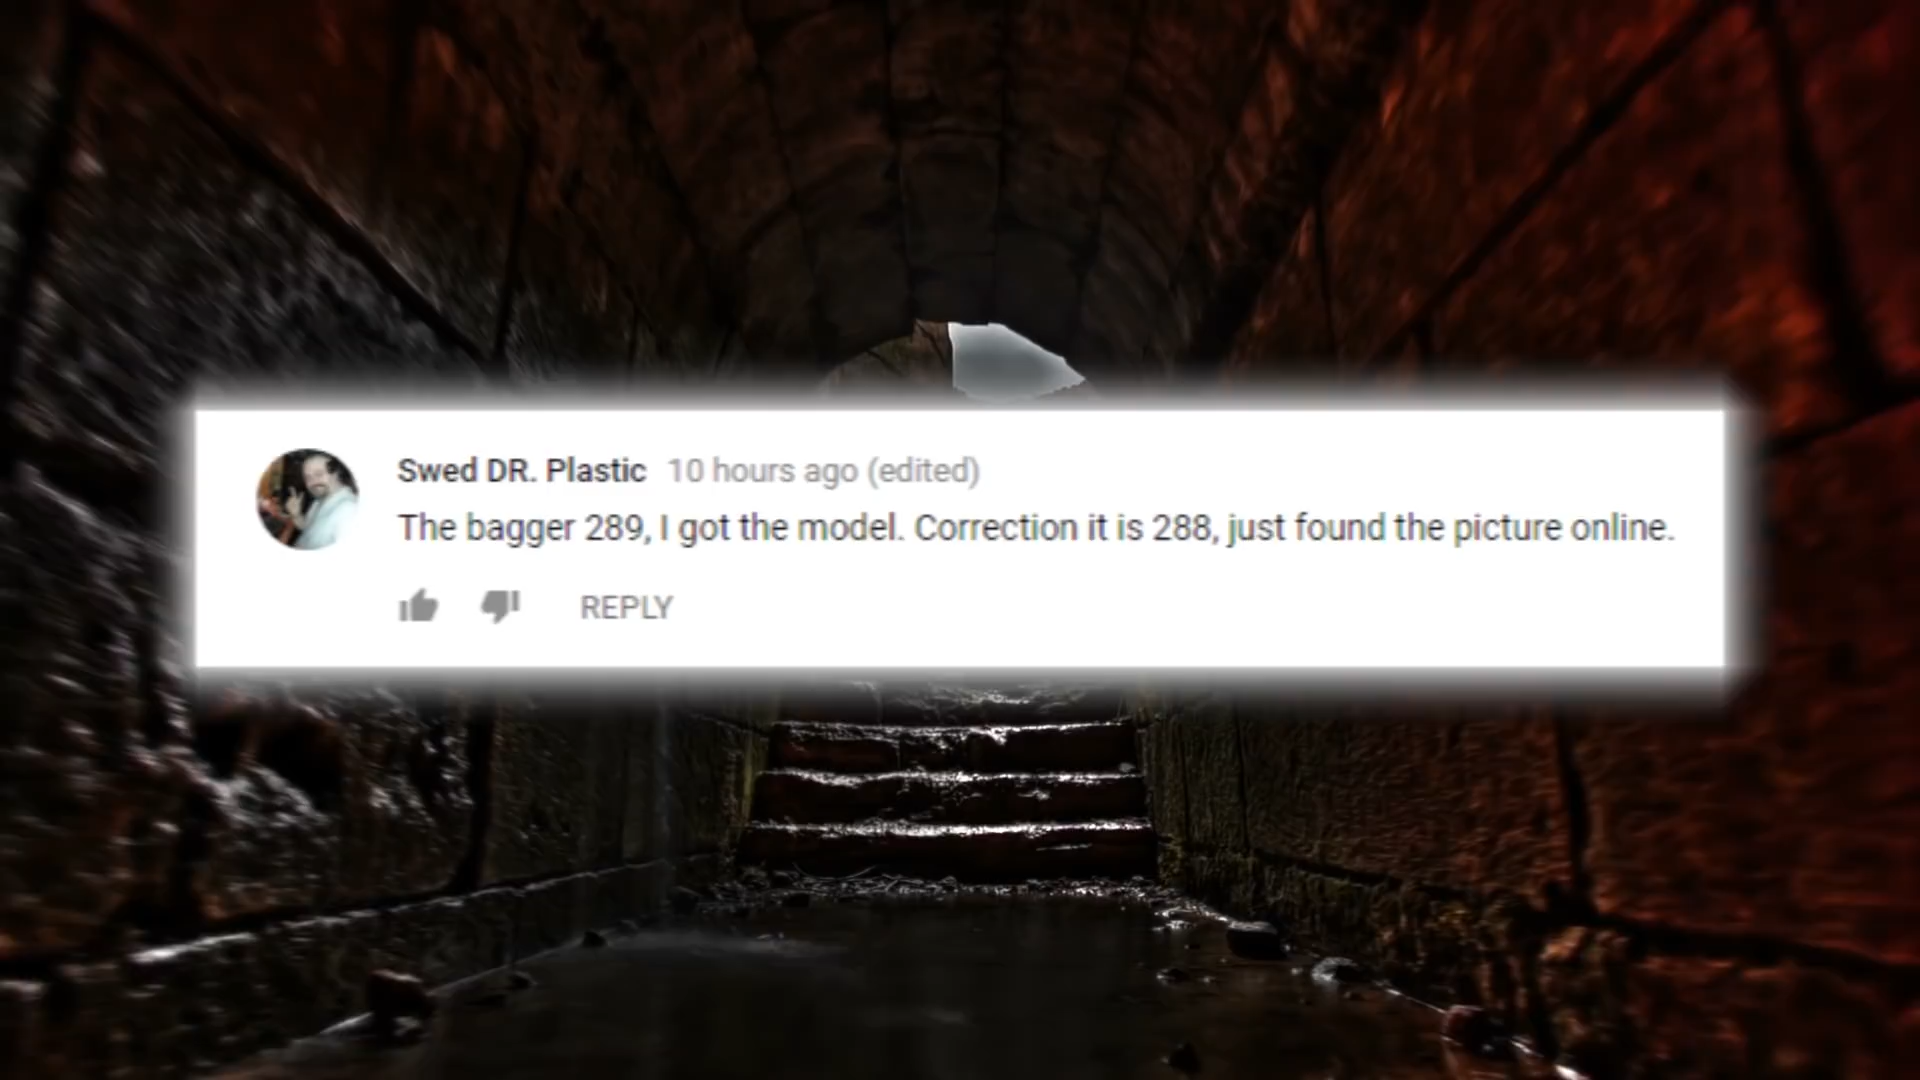 Swed DR. Plastic 10 hours ago (edited)
The bagger 289, I got the model. Correction it is 288, just found the picture online.
REPLY